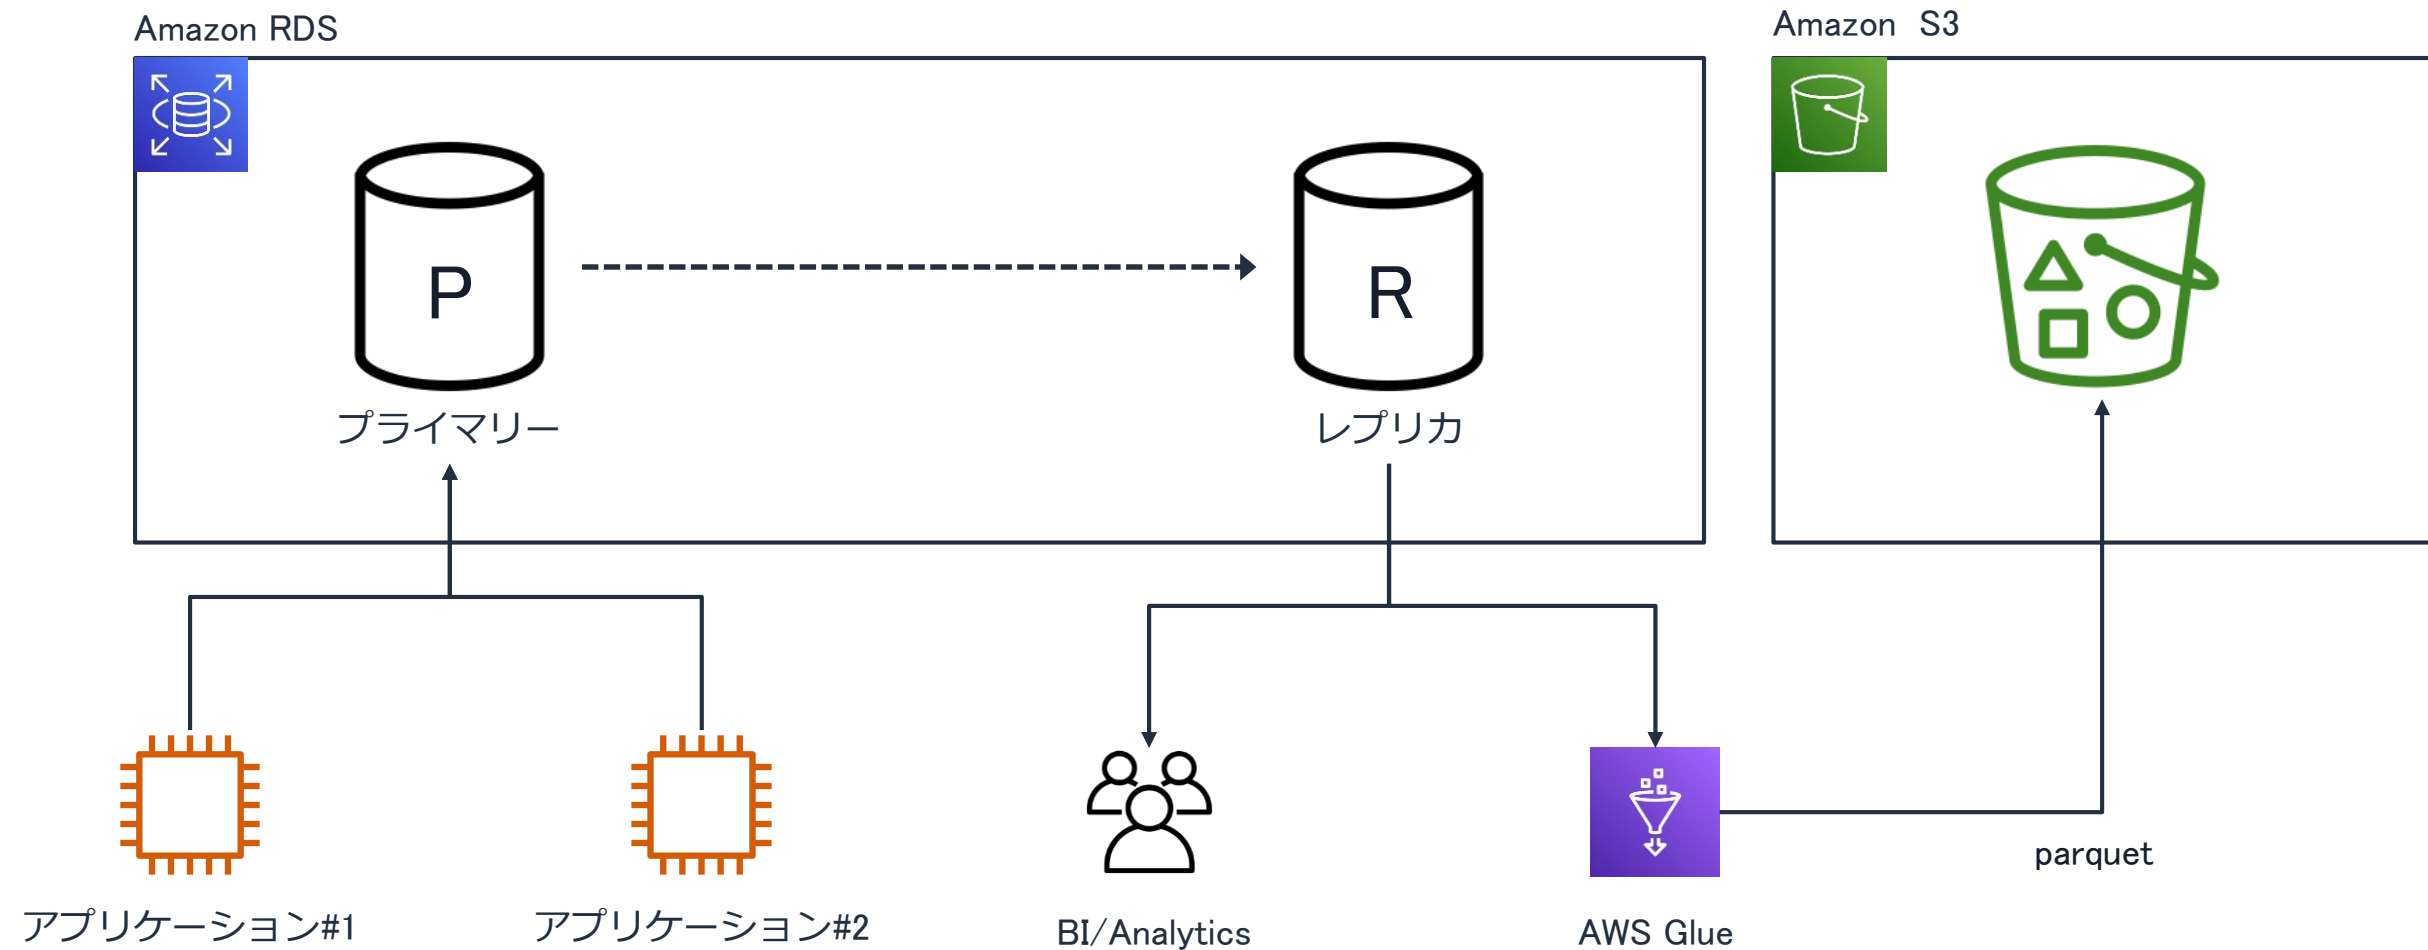 Amazon RDS
Amazon S3
P
R
プライマリー
レプリカ
parquet
アプリケーション#1
アプリケーション#2
BI/Analytics
AWS Glue